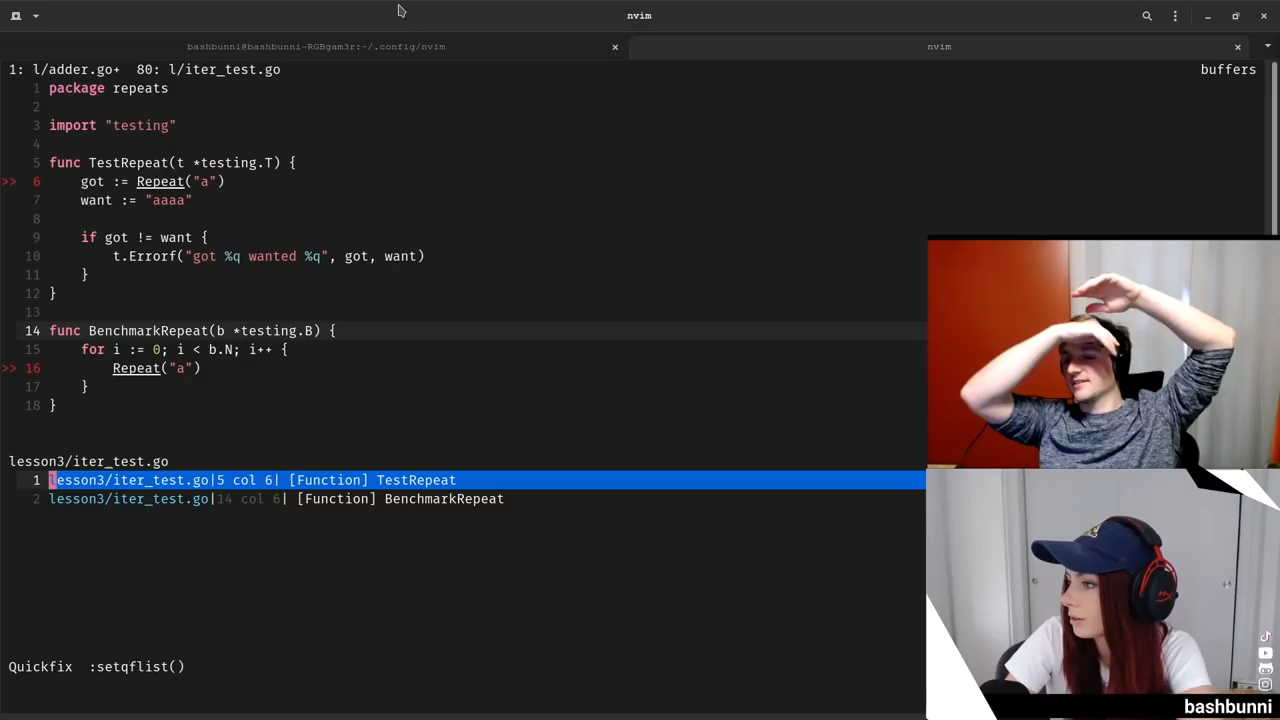 nvim
bashbunni@bashbunni-RGBgam3r:~/.config/nvim
nvim
1: l/adder.go+  80: l/iter_test.go
buffers
1 package repeats
2
3 import "testing"
4
5 func TestRepeat(t *testing.T) {
>> 6 got := Repeat("a")
7 want := "aaaa"
8
9 if got != want {
10 t.Errorf("got %q wanted %q", got, want)
11 }
12 }
13
14 func BenchmarkRepeat(b *testing.B) {
15 for i := 0; i < b.N; i++ {
>> 16 Repeat("a")
17 }
18 }
lesson3/iter_test.go
1 lesson3/iter_test.go|5 col 6| [Function] TestRepeat
2 lesson3/iter_test.go|14 col 6| [Function] BenchmarkRepeat
Quickfix  :setqflist()
bashbunni